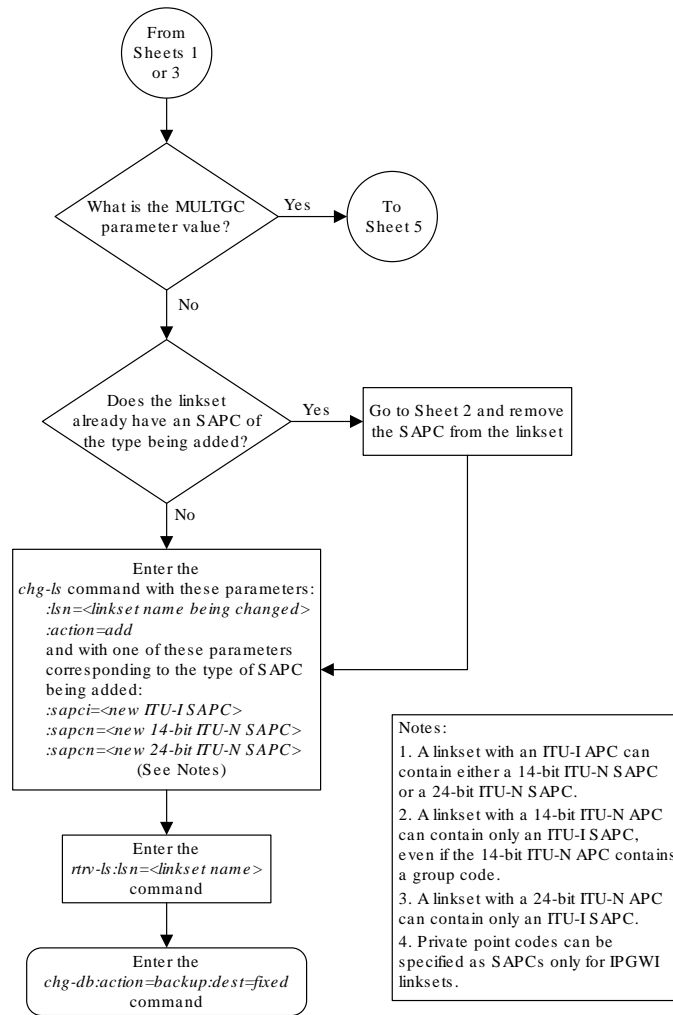 From
Sheets 1
or 3
What is the MULTGC
parameter value?
Yes
To
Sheet 5
No
Does the linkset
already have an SAPC of
the type being added?
Yes
Go to Sheet 2 and remove
the SAPC from the linkset
No
Enter the
chg-ls command with these parameters:
:lsn=<linkset name being changed>
:action=add
and with one of these parameters
corresponding to the type of SAPC
being added:
:sapci=<new ITU-I SAPC>
:sapcn=<new 14-bit ITU-N SAPC>
:sapcn=<new 24-bit ITU-N SAPC>
(See Notes)
Enter the
rtrv-ls:lsn=<linkset name>
command
Enter the
chg-db:action=backup:dest=fixed
command
Notes:
1. A linkset with an ITU-I APC can
contain either a 14-bit ITU-N SAPC
or a 24-bit ITU-N SAPC.
2. A linkset with a 14-bit ITU-N APC
can contain only an ITU-I SAPC,
even if the 14-bit ITU-N APC contains
a group code.
3. A linkset with a 24-bit ITU-N APC
can contain only an ITU-I SAPC.
4. Private point codes can be
specified as SAPCs only for IPGWI
linksets.